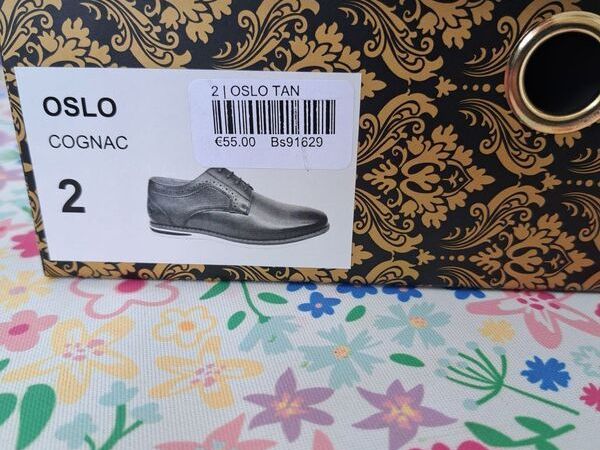 OSLO
COGNAC
2
2 | OSLO TAN
€55.00 Bs91629